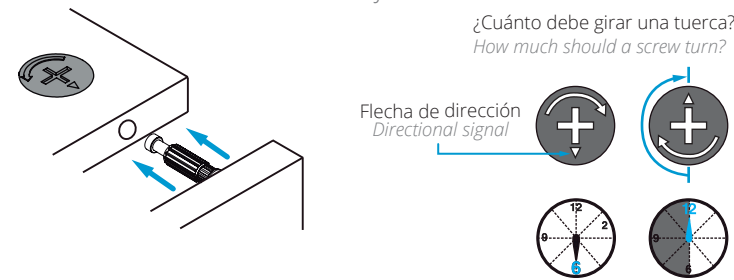 ¿Cuánto debe girar una tuerca?
How much should a screw turn?
Flecha de dirección
Directional signal
12
2
9
6
12
9
6